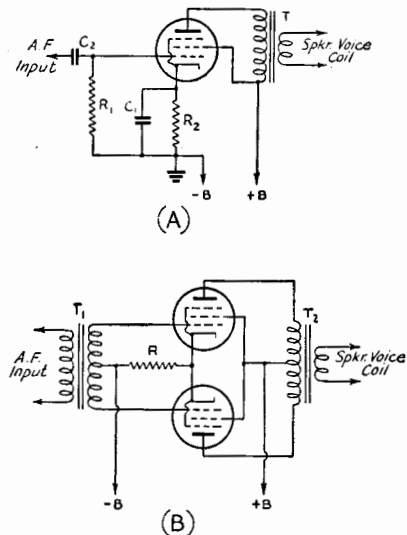 A.F.
Input
C₂
R₁
C₁
R₂
T
Spkr. Voice
Coil
-B
+B
(A)
A.F.
Input
T₁
R
T₂
Spkr. Voice
Coil
-B
+B
(B)